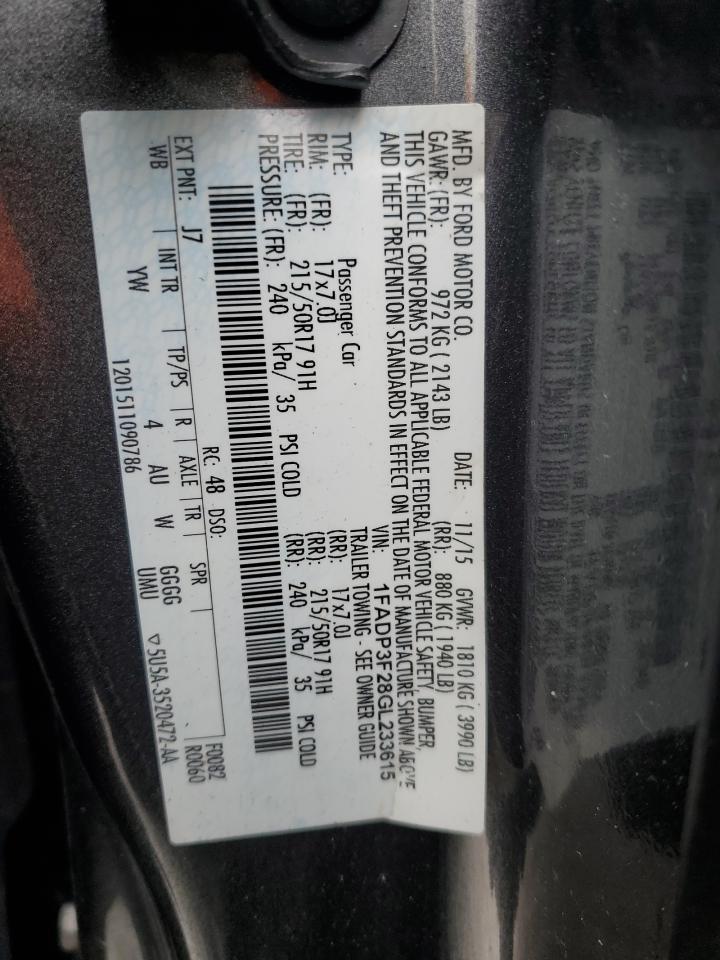 MFD. BY FORD MOTOR CO.
DATE: 11/15 GVWR: 1810 KG ( 3990 LB)
GAWR: (FR): 972 KG ( 2143 LB) (RR): 880 KG ( 1940 LB)
THIS VEHICLE CONFORMS TO ALL APPLICABLE FEDERAL MOTOR VEHICLE SAFETY, BUMPER,
AND THEFT PREVENTION STANDARDS IN EFFECT ON THE DATE OF MANUFACTURE SHOWN ABOVE
VIN: 1FADP3F28GL233615
TYPE: Passenger Car TRAILER TOWING - SEE OWNER GUIDE
RIM: (FR): 17x7.0J (RR): 17x7.0J
TIRE: (FR): 215/50R17 91H (RR): 215/50R17 91H
PRESSURE: (FR): 240 kPa/ 35 PSI COLD (RR): 240 kPa/ 35 PSI COLD
RC: 48 DSO: F0082
EXT PNT: J7 R0060
WB | INT TR | TP/PS | R | AXLE | TR | SPR
YW 4 AU W GGGG
UMU
1201511090786 5U5A-3520472-AA